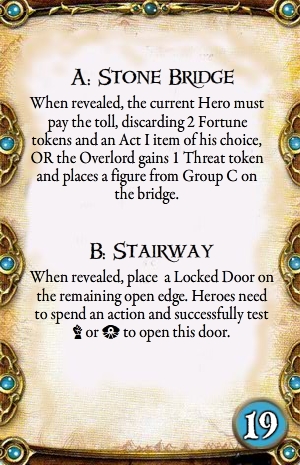 A: Stone Bridge
When revealed, the current Hero must
pay the toll, discarding 2 Fortune
tokens and an Act I item of his choice,
OR the Overlord gains 1 Threat token
and places a figure from Group C on
the bridge.
B: Stairway
When revealed, place a Locked Door on
the remaining open edge. Heroes need
to spend an action and successfully test
or to open this door.
19